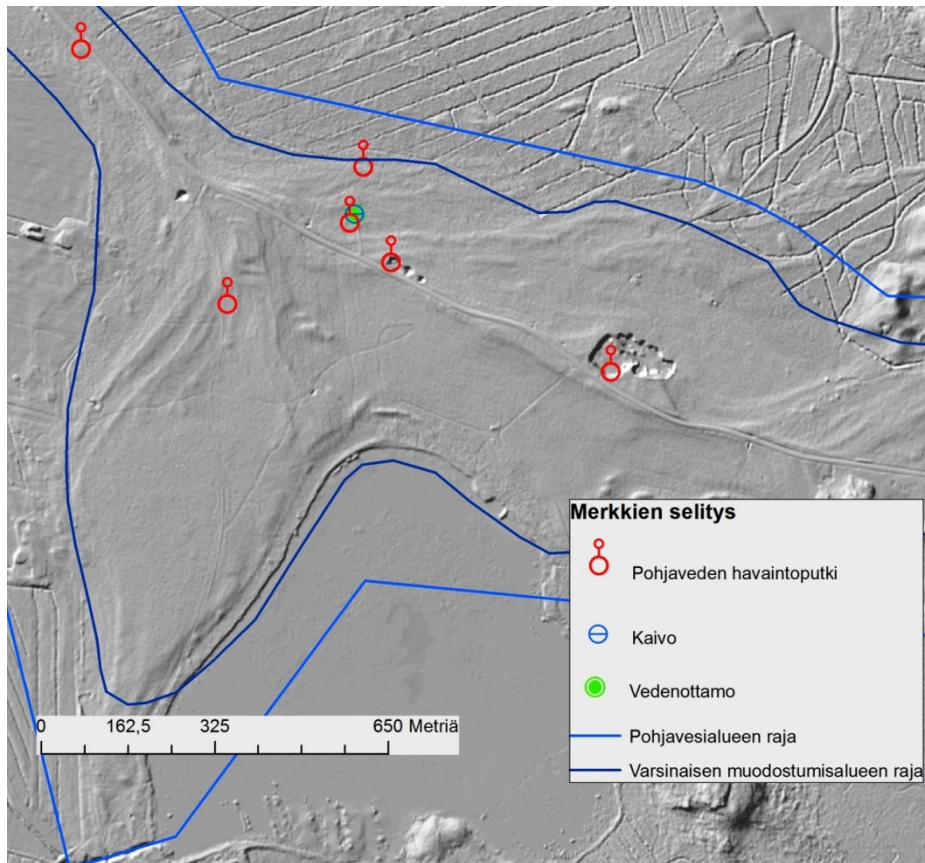 Merkkien selitys
Pohjaveden havaintoputki
Kaivo
Vedenottamo
Pohjavesialueen raja
Varsinaisen muodostumisalueen raja
0 162,5 325 650 Metriä